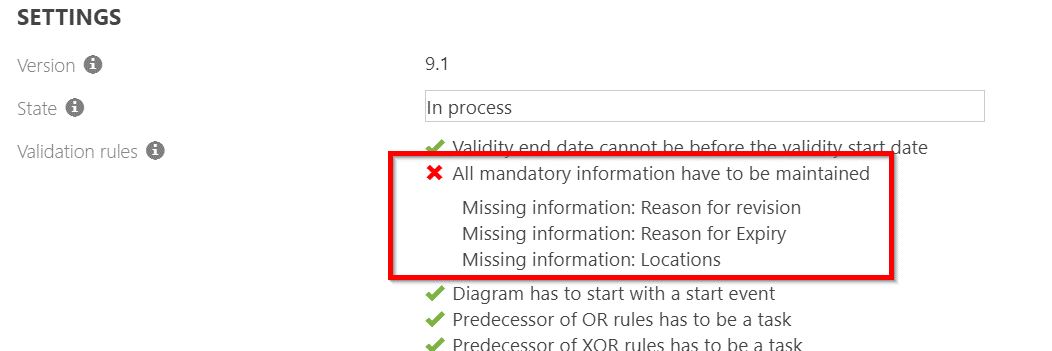 SETTINGS
Version
9.1
State
In process
Validation rules
Validity end date cannot be before the validity start date
All mandatory information have to be maintained
Missing information: Reason for revision
Missing information: Reason for Expiry
Missing information: Locations
Diagram has to start with a start event
Predecessor of OR rules has to be a task
Predecessor of XOR rules has to be a task